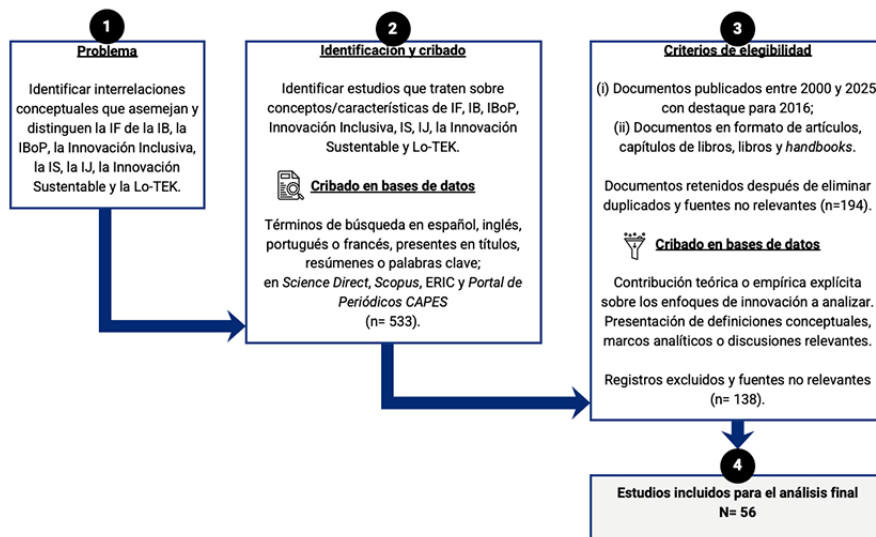 1
Problema
Identificar interrelaciones
conceptuales que asemejan y
distinguen la IF de la IB, la
IBoP, la Innovación Inclusiva,
la IS, la IJ, la Innovación
Sustentable y la Lo-TEK.
2
Identificación y cribado
Identificar estudios que traten sobre
conceptos/características de IF, IB, IBoP,
Innovación Inclusiva, IS, IJ, la Innovación
Sustentable y Lo-TEK.
Cribado en bases de datos
Términos de búsqueda en español, inglés,
portugués o francés, presentes en títulos,
resúmenes o palabras clave;
en Science Direct, Scopus, ERIC y Portal de
Periódicos CAPES
(n= 533).
3
Criterios de elegibilidad
(i) Documentos publicados entre 2000 y 2025
con destaque para 2016;
(ii) Documentos en formato de artículos,
capítulos de libros, libros y handbooks.
Documentos retenidos después de eliminar
duplicados y fuentes no relevantes (n=194).
Cribado en bases de datos
Contribución teórica o empírica explícita
sobre los enfoques de innovación a analizar.
Presentación de definiciones conceptuales,
marcos analíticos o discusiones relevantes.
Registros excluidos y fuentes no relevantes
(n= 138).
4
Estudios incluidos para el análisis final
N= 56